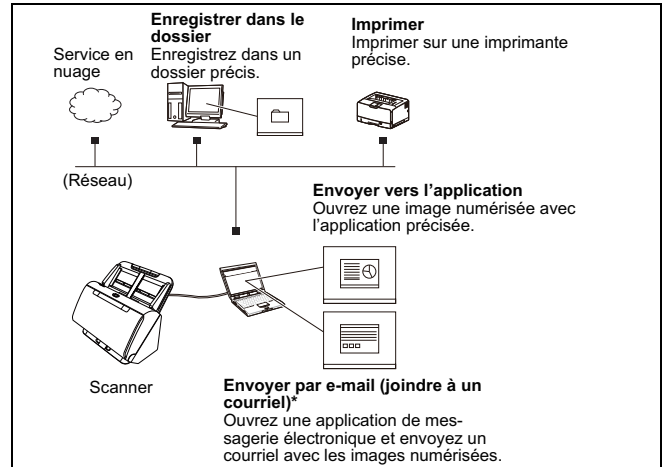 Enregistrer dans le
dossier
Enregistrez dans un
dossier précis.
Imprimer
Imprimer sur une imprimante
précise.
Service en
nuage
(Réseau)
Envoyer vers l'application
Ouvrez une image numérisée avec
l'application précisée.
Scanner
Envoyer par e-mail (joindre à un
courriel)*
Ouvrez une application de mes-
sagerie électronique et envoyez un
courriel avec les images numérisées.